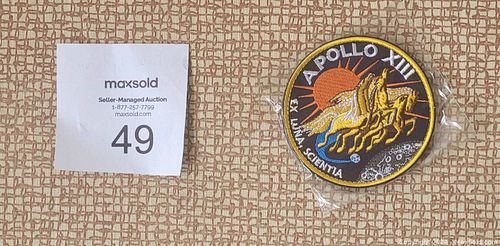 maxsold
Seller-Managed Auction
1-877-257-7799
maxsold.com
49
APOLLO XIII
EX LUNA, SCIENTIA